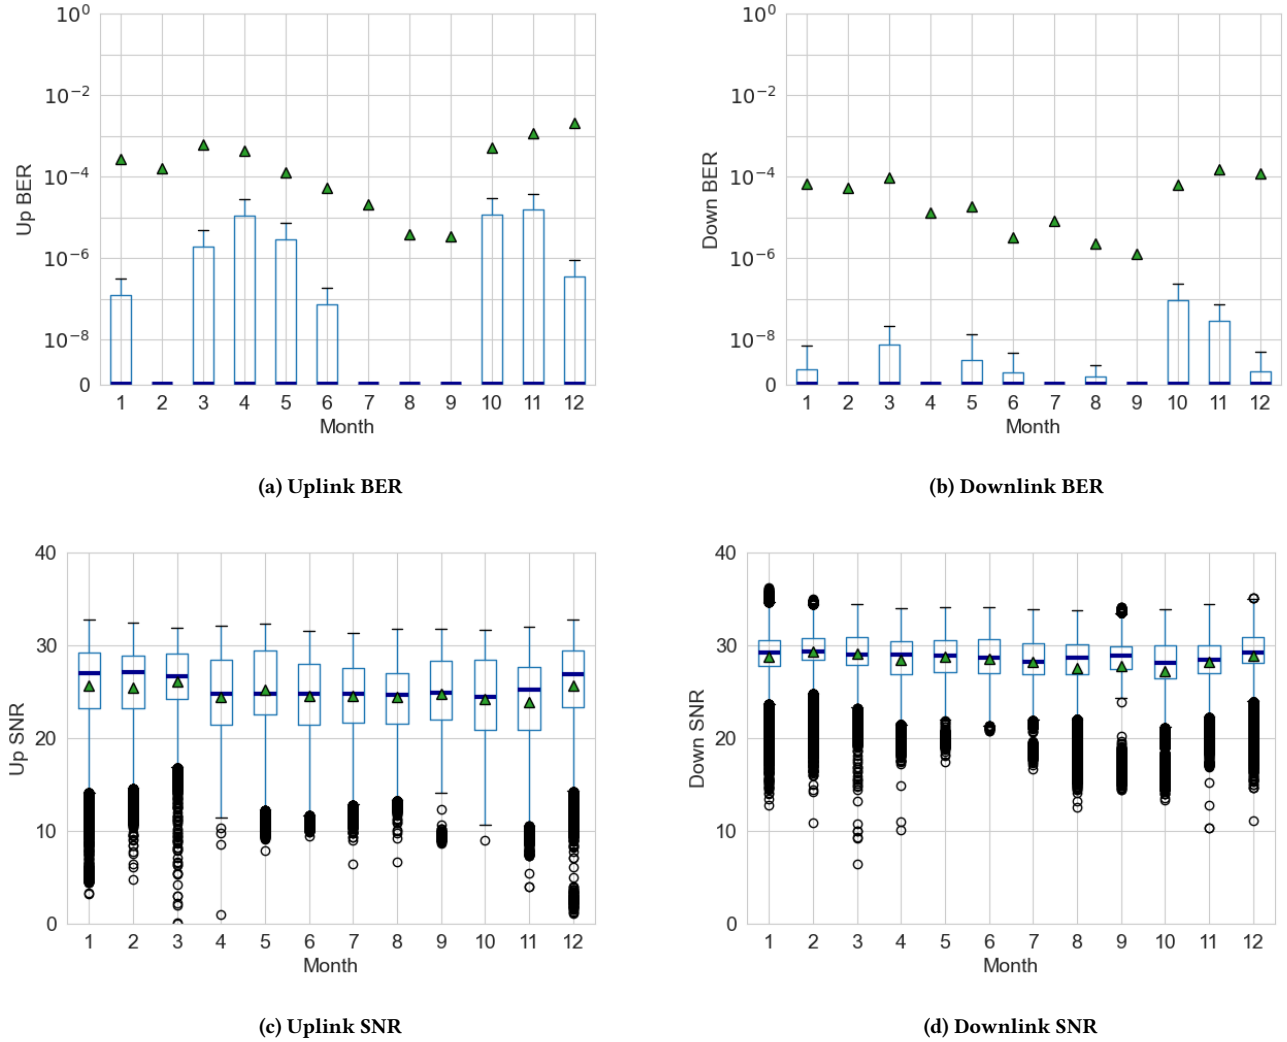 10⁰
10⁻²
10⁻⁴
10⁻⁶
10⁻⁸
0
Up BER
1 2 3 4 5 6 7 8 9 10 11 12
Month
(a) Uplink BER
10⁰
10⁻²
10⁻⁴
10⁻⁶
10⁻⁸
0
Down BER
1 2 3 4 5 6 7 8 9 10 11 12
Month
(b) Downlink BER
40
30
20
10
0
Up SNR
1 2 3 4 5 6 7 8 9 10 11 12
Month
(c) Uplink SNR
40
30
20
10
0
Down SNR
1 2 3 4 5 6 7 8 9 10 11 12
Month
(d) Downlink SNR